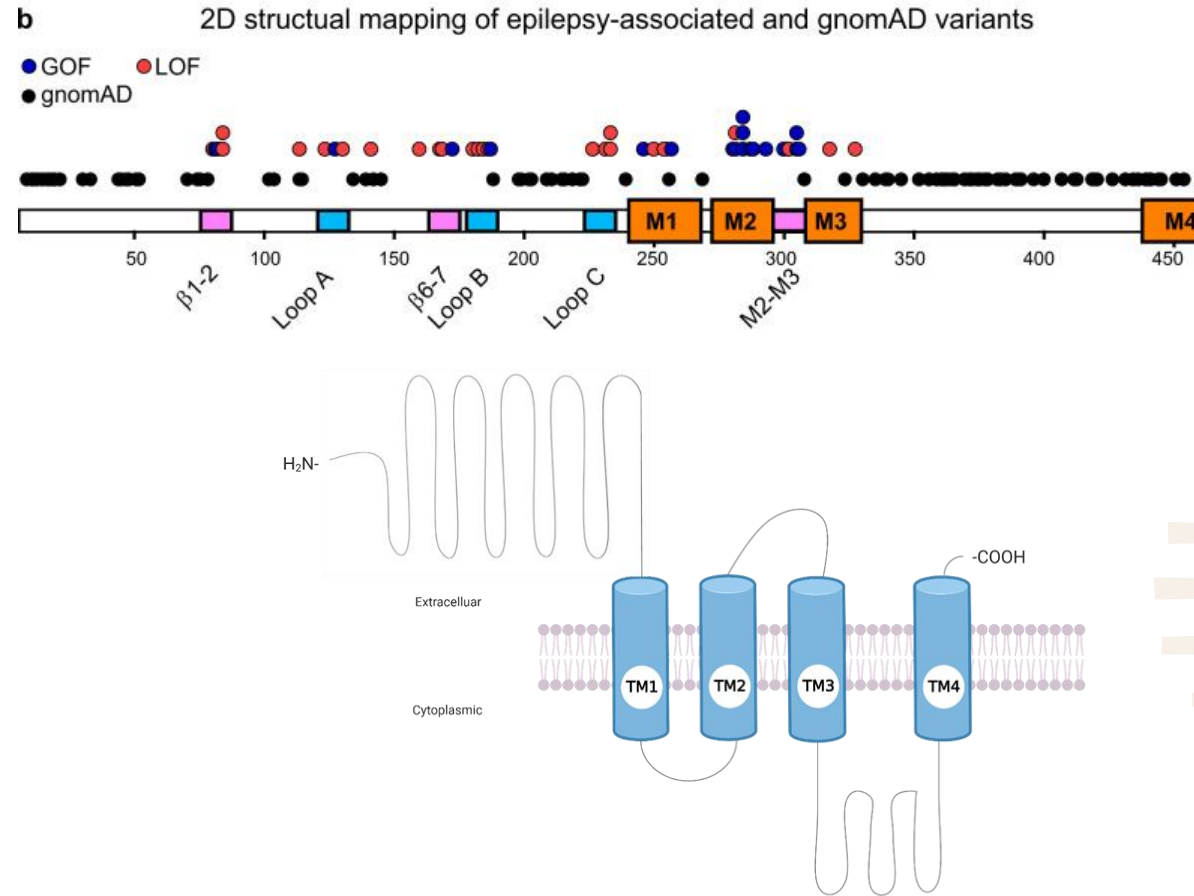 b 2D structual mapping of epilepsy-associated and gnomAD variants
GOF LOF
gnomAD
M1 M2 M3 M4
50 100 150 200 250 300 350 400 450
β1-2 Loop A β6-7 Loop B Loop C M2-M3
H₂N-
-COOH
Extracelluar
TM1 TM2 TM3 TM4
Cytoplasmic